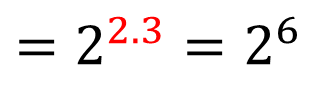 = 2^{2.3} = 2^6